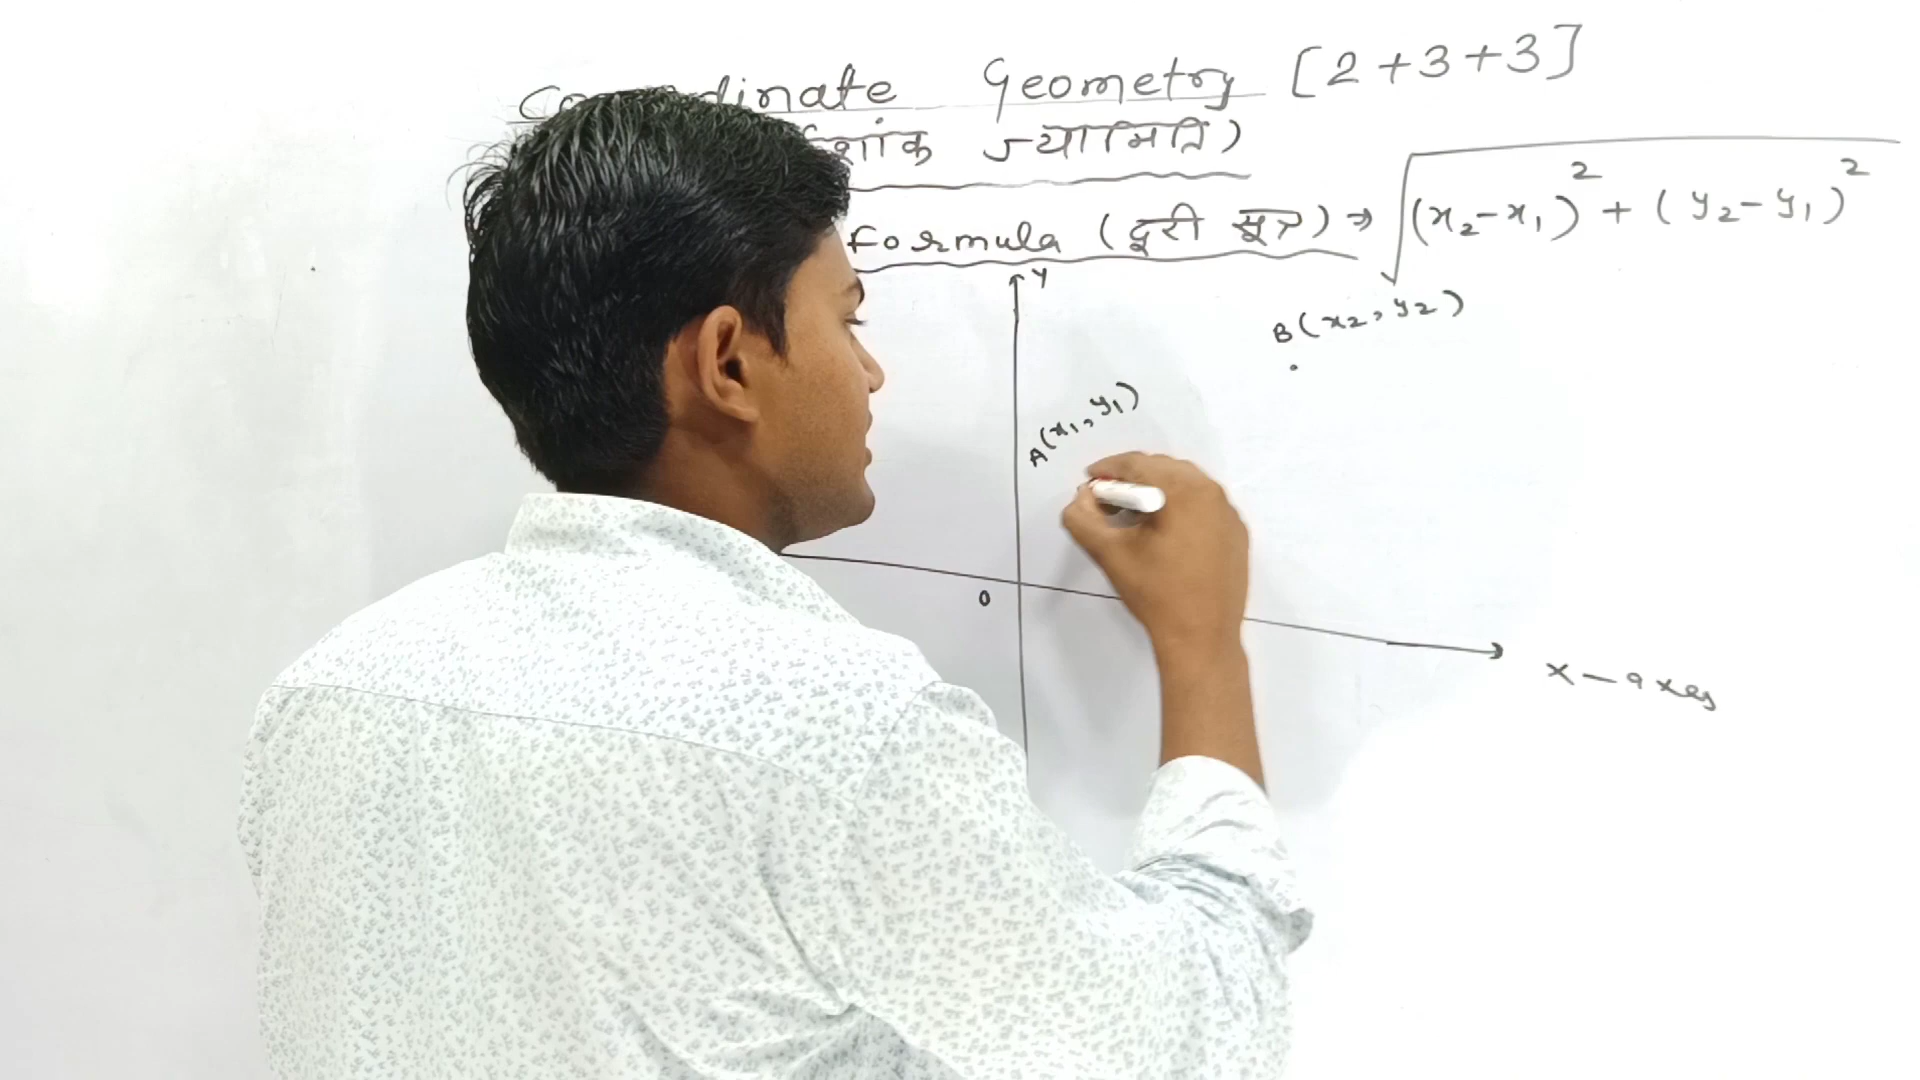 Coordinate Geometry [2+3+3]
शांक ज्यामिति)
Formula (दूरी सूत्र) → √(x₂-x₁)² + (y₂-y₁)²
Y
B(x₂, y₂)
A(x₁, y₁)
0
X-axes